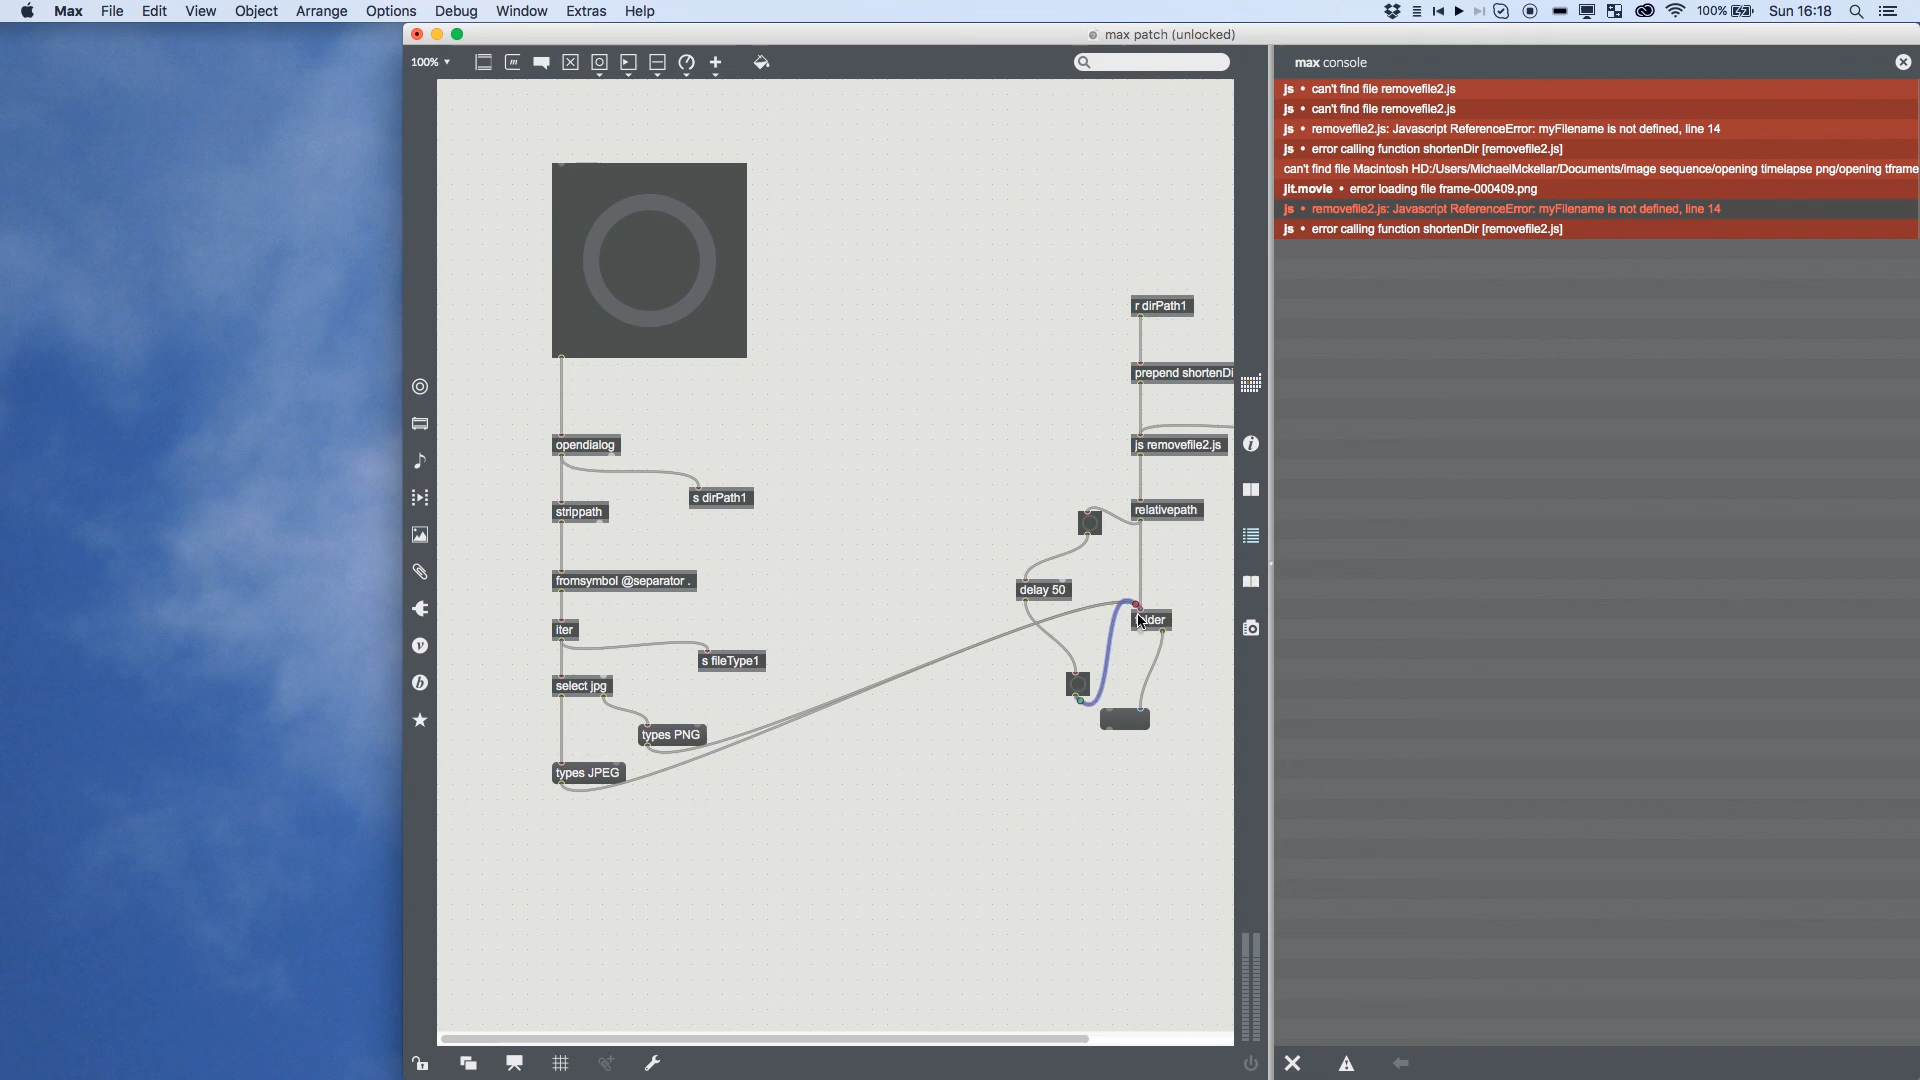 Max File Edit View Object Arrange Options Debug Window Extras Help
100% Sun 16:18
max patch (unlocked)
100%
max console
js • can't find file removefile2.js
js • can't find file removefile2.js
js • removefile2.js: Javascript ReferenceError: myFilename is not defined, line 14
js • error calling function shortenDir [removefile2.js]
can't find file Macintosh HD:/Users/MichaelMckellar/Documents/image sequence/opening timelapse png/opening tframe
jit.movie • error loading file frame-000409.png
js • removefile2.js: Javascript ReferenceError: myFilename is not defined, line 14
js • error calling function shortenDir [removefile2.js]
r dirPath1
prepend shortenDi
opendialog
js removefile2.js
s dirPath1
strippath
relativepath
fromsymbol @separator .
delay 50
iter
s fileType1
select jpg
types PNG
types JPEG